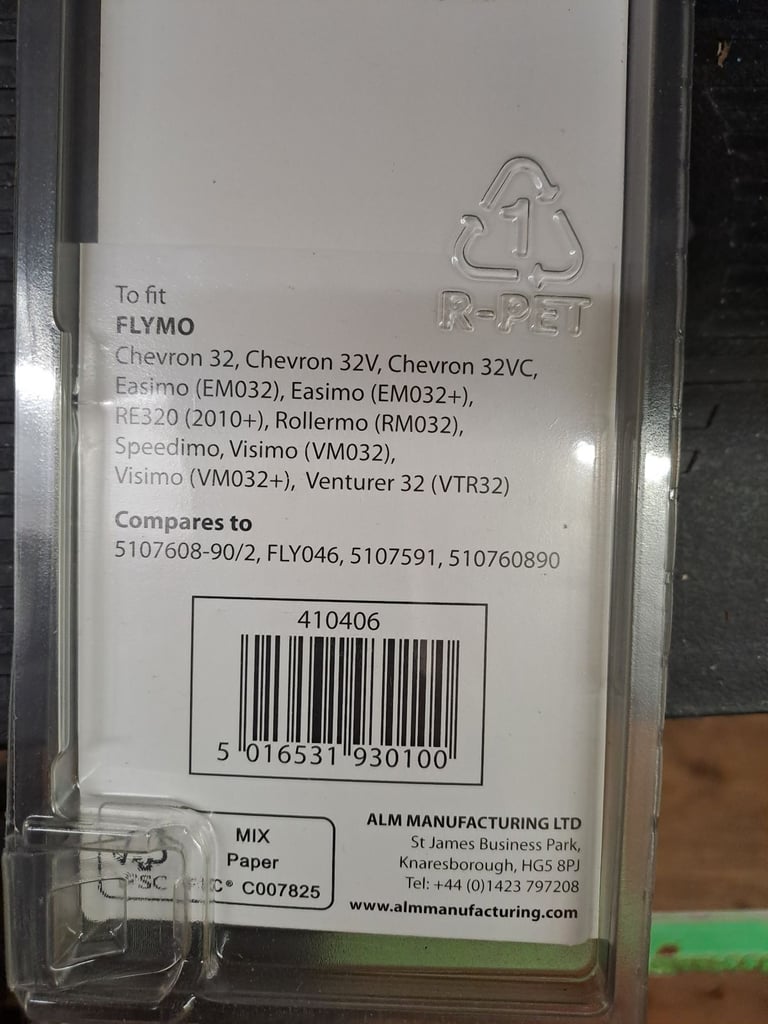 1
R-PET
To fit
FLYMO
Chevron 32, Chevron 32V, Chevron 32VC,
Easimo (EM032), Easimo (EM032+),
RE320 (2010+), Rollermo (RM032),
Speedimo, Visimo (VM032),
Visimo (VM032+), Venturer 32 (VTR32)
Compares to
5107608-90/2, FLY046, 5107591, 510760890
410406
5 016531 930100
MIX
Paper
FSC C007825
ALM MANUFACTURING LTD
St James Business Park,
Knaresborough, HG5 8PJ
Tel: +44 (0)1423 797208
www.almmanufacturing.com